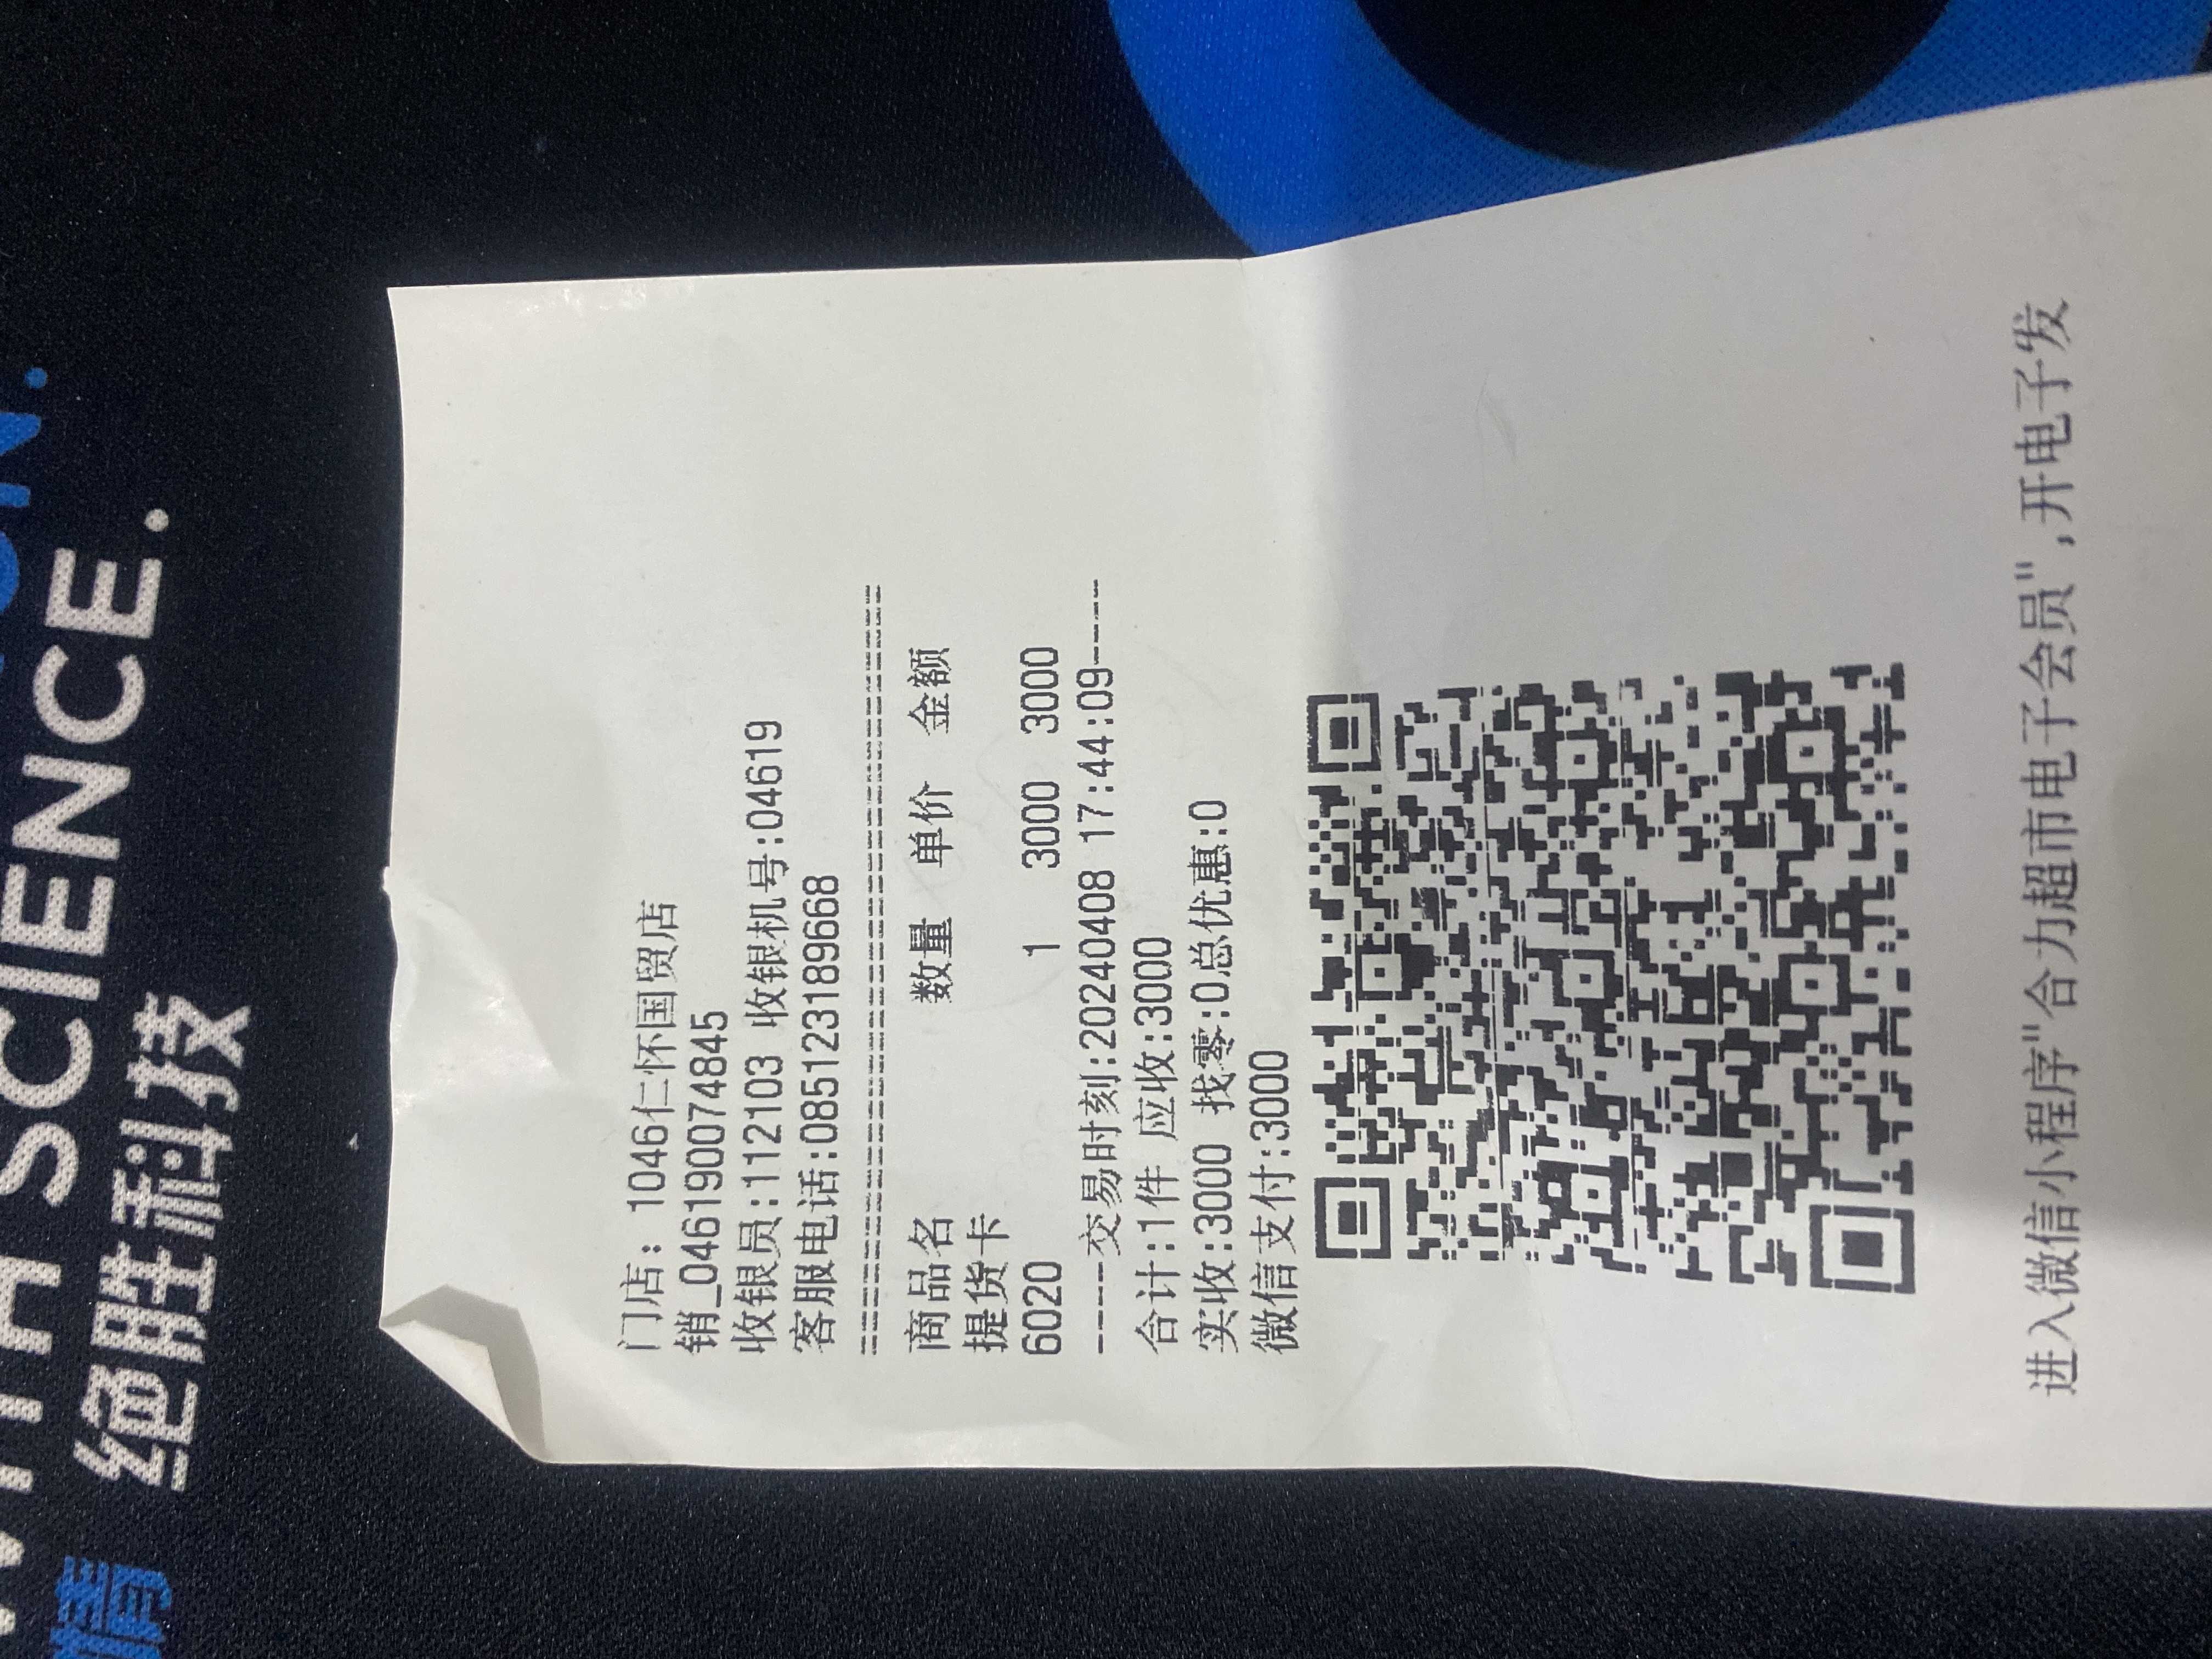 门店: 1046仁怀国贸店
销_046190074845
收银员:112103 收银机号:04619
客服电话:085123189668
商品名 数量 单价 金额
提货卡
6020 1 3000 3000
-----交易时刻:20240408 17:44:09-----
合计:1件 应收:3000
实收:3000 找零:0总优惠:0
微信支付:3000
进入微信小程序"合力超市电子会员",开电子发
WITH SCIENCE.
绝胜科技